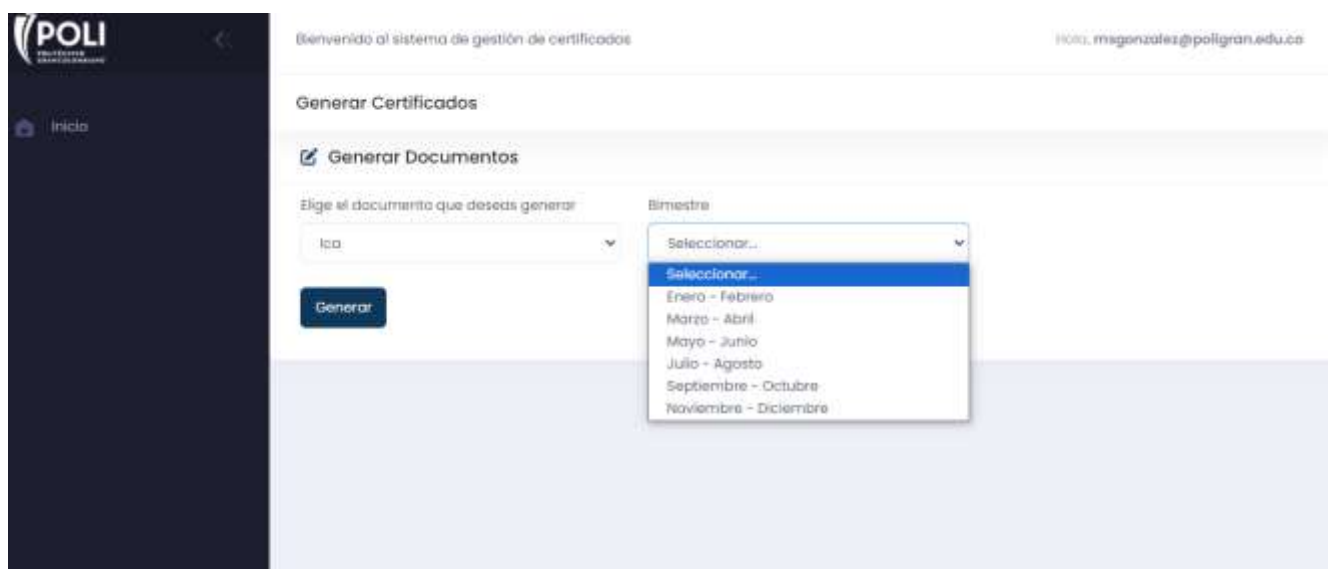 POLI
POLITÉCNICO
GRANCOLOMBIANO
Bienvenido al sistema de gestión de certificados
Hola, msgonzalez@poligran.edu.co
Inicio
Generar Certificados
Generar Documentos
Elige el documento que deseas generar
Bimestre
Ica
Seleccionar...
Seleccionar...
Enero - Febrero
Marzo - Abril
Mayo - Junio
Julio - Agosto
Septiembre - Octubre
Noviembre - Diciembre
Generar